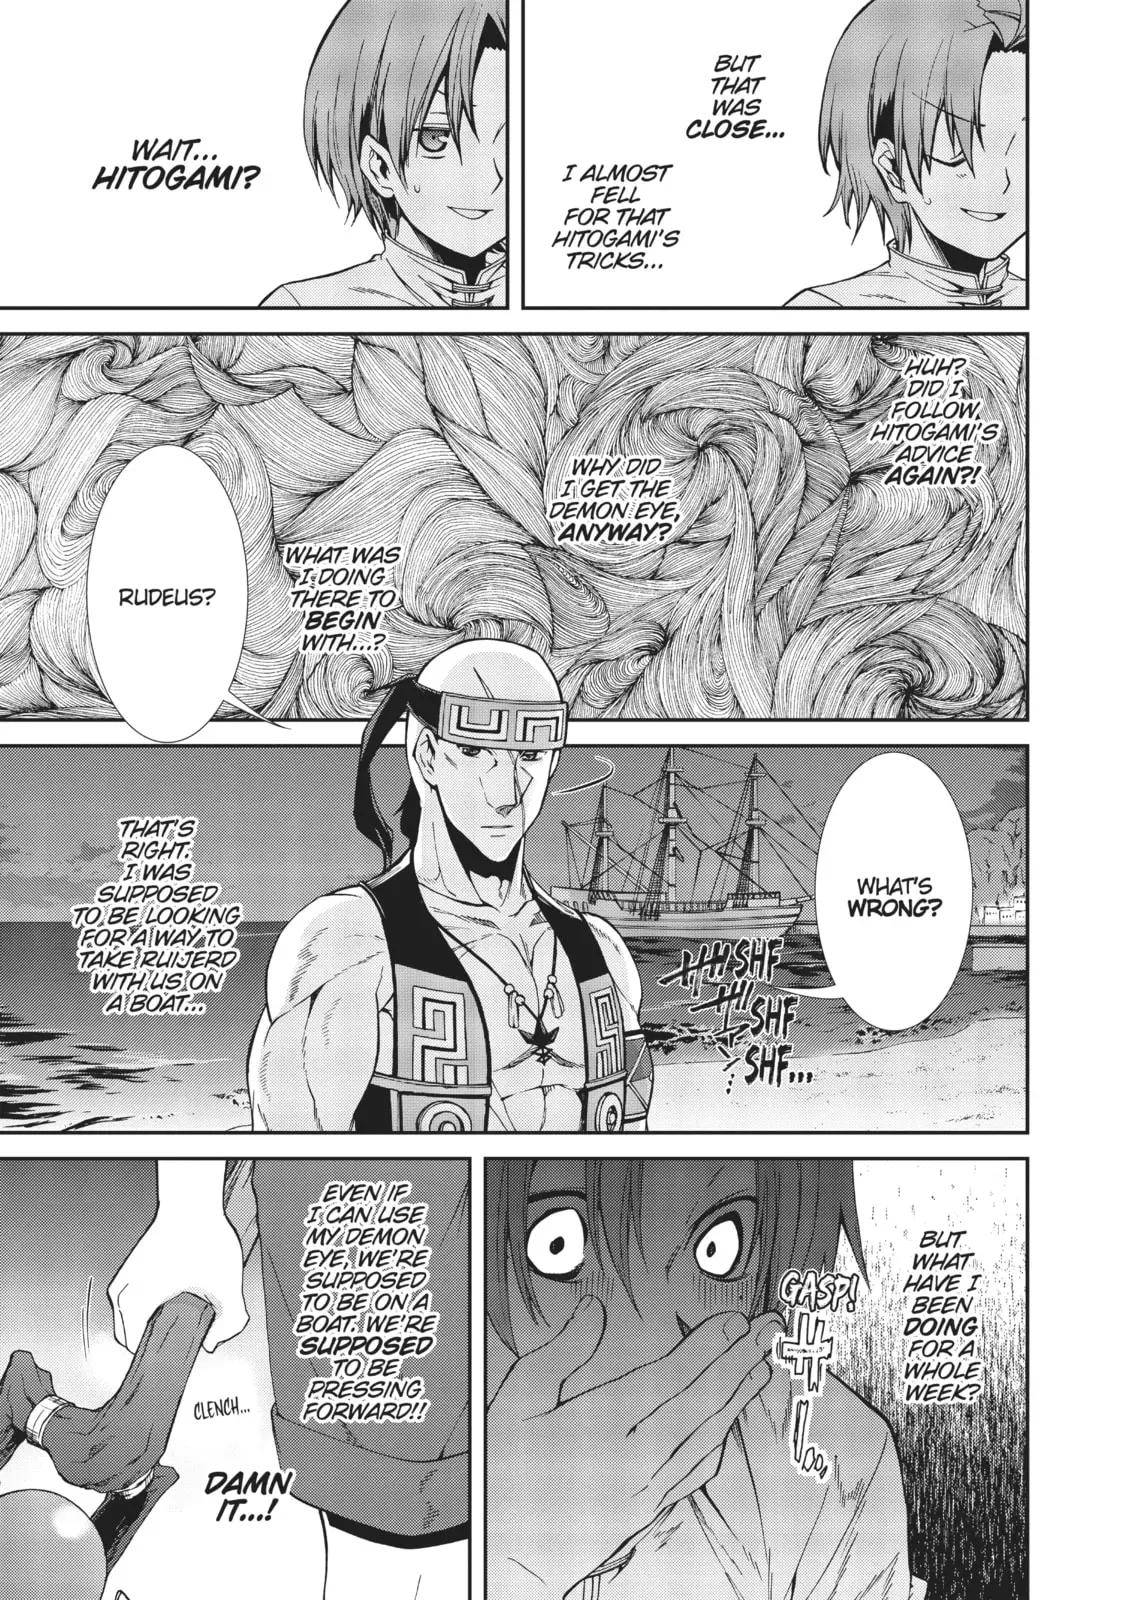 BUT
THAT
WAS
CLOSE...
I ALMOST
FELL
FOR THAT
HITOGAMI'S
TRICKS...
WAIT...
HITOGAMI?
HUH?
DID I
FOLLOW
HITOGAMI'S
ADVICE
AGAIN?!
WHY DID
I GET THE
DEMON EYE,
ANYWAY?
WHAT WAS
I DOING
THERE TO
BEGIN
WITH...?
RUDEUS?
WHAT'S
WRONG?
SHF
SHF
SHF...
THAT'S
RIGHT.
I WAS
SUPPOSED
TO BE LOOKING
FOR A WAY TO
TAKE RUIJERD
WITH US ON
A BOAT...
BUT
WHAT
HAVE I
BEEN
DOING
FOR A
WHOLE
WEEK?
GASP!
EVEN IF
I CAN USE
MY DEMON
EYE, WE'RE
SUPPOSED
TO BE ON A
BOAT. WE'RE
SUPPOSED
TO BE
PRESSING
FORWARD!!
CLENCH...
DAMN
IT...!